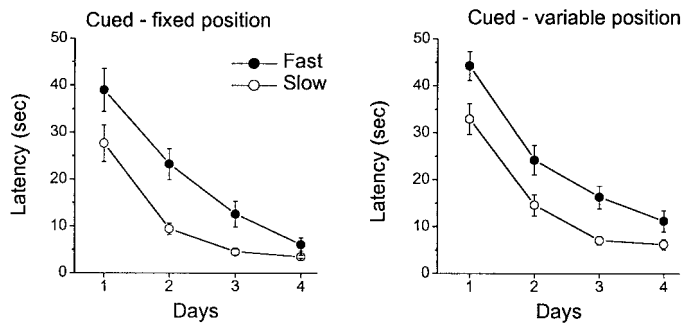 Cued - fixed position
50
40
30
20
10
0
Latency (sec)
Fast
Slow
1 2 3 4
Days
Cued - variable position
50
40
30
20
10
0
Latency (sec)
1 2 3 4
Days